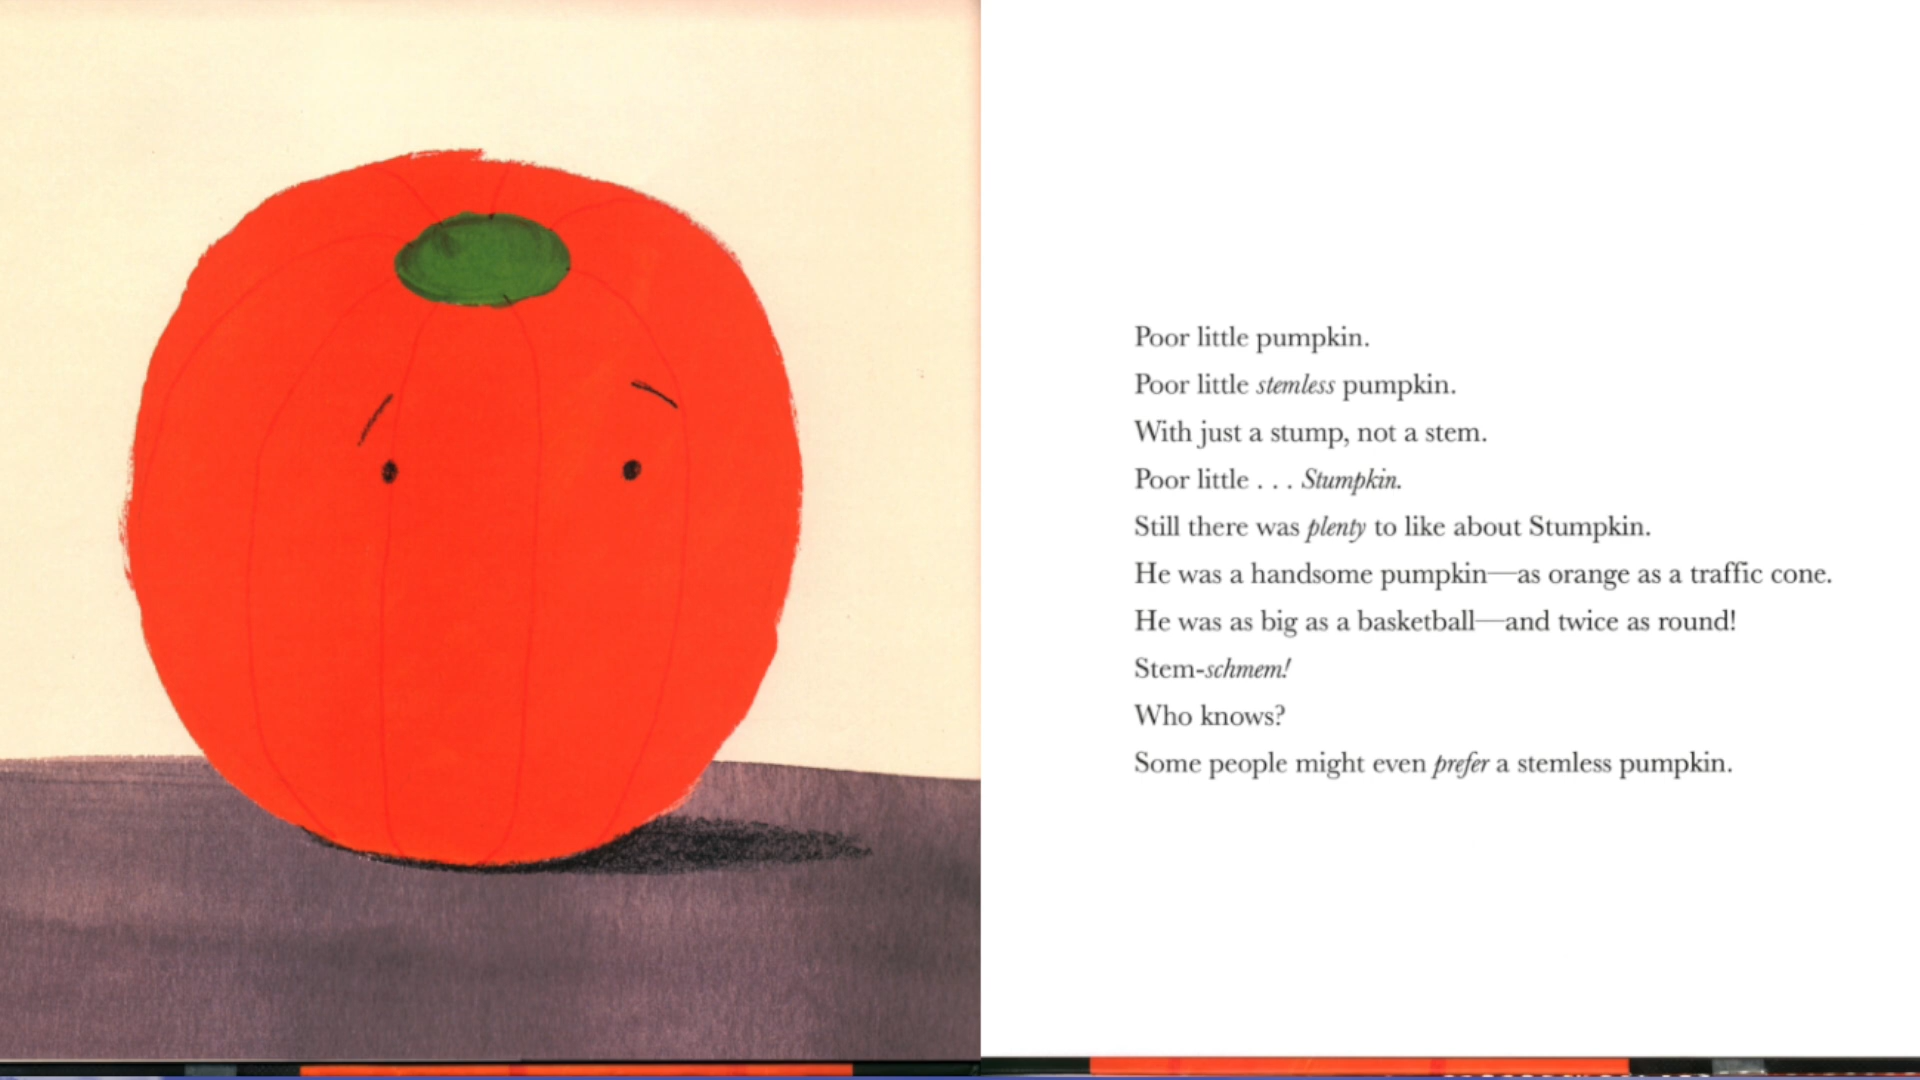 Poor little pumpkin.
Poor little stemless pumpkin.
With just a stump, not a stem.
Poor little . . . Stumpkin.
Still there was plenty to like about Stumpkin.
He was a handsome pumpkin—as orange as a traffic cone.
He was as big as a basketball—and twice as round!
Stem-schmem!
Who knows?
Some people might even prefer a stemless pumpkin.